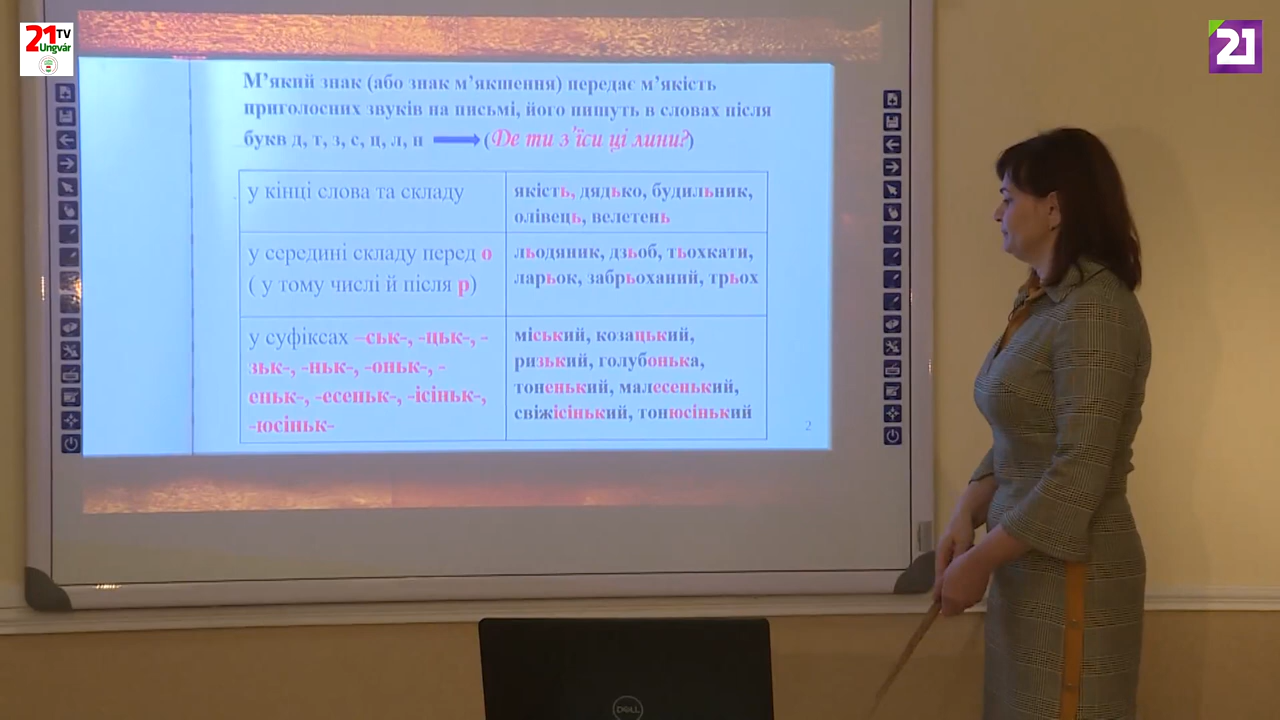 21 TV
Ungvár
21
М’який знак (або знак м’якшення) передає м’якість
приголосних звуків на письмі, його пишуть в словах після
букв д, т, з, с, ц, л, н (Де ти з’їси ці лини?)
у кінці слова та складу
якість, дядько, будильник,
олівець, велетень
у середині складу перед о
( у тому числі й після р)
льодяник, дзьоб, тьохкати,
ларьок, забрьоханий, трьох
у суфіксах –ськ-, -цьк-, -
зьк-, -ньк-, -оньк-, -
еньк-, -есеньк-, -ісіньк-,
-юсіньк-
міський, козацький,
ризький, голубонька,
тоненький, малесенький,
свіжісінький, тонюсінький
2
DELL